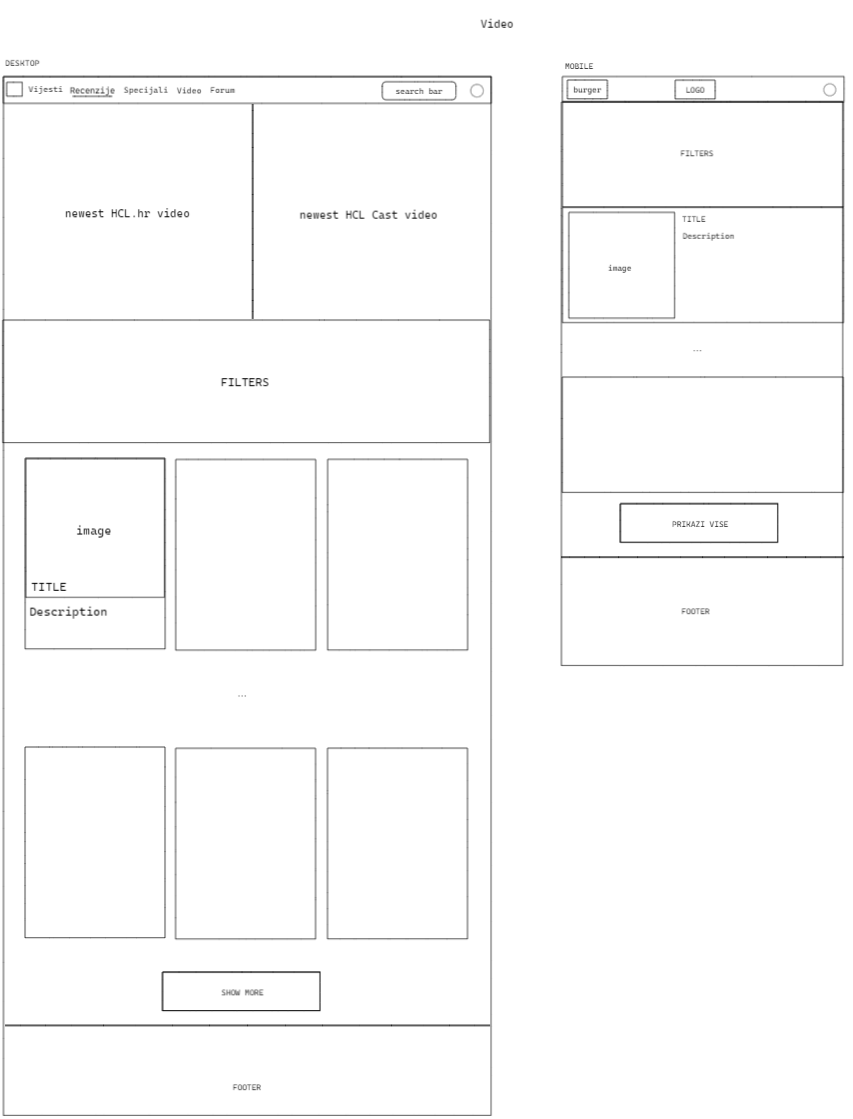 Video
DESKTOP
Vijesti Recenzije Specijali Video Forum search bar
newest HCL.hr video
newest HCL Cast video
FILTERS
image
TITLE
Description
...
SHOW MORE
FOOTER
MOBILE
burger LOGO
FILTERS
image
TITLE
Description
...
PRIKAZI VISE
FOOTER